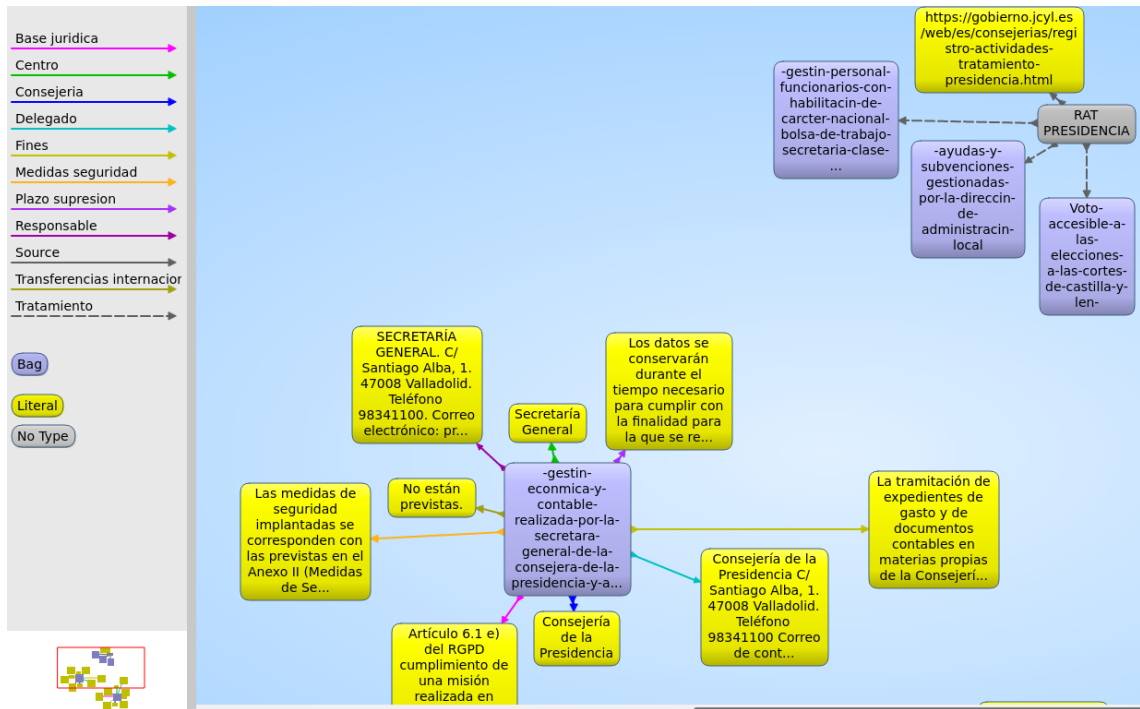 Base juridica
Centro
Consejeria
Delegado
Fines
Medidas seguridad
Plazo supresion
Responsable
Source
Transferencias internacior
Tratamiento
Bag
Literal
No Type
https://gobierno.jcyl.es
/web/es/consejerias/regi
stro-actividades-
tratamiento-
presidencia.html
-gestin-personal-
funcionarios-con-
habilitacin-de-
carcter-nacional-
bolsa-de-trabajo-
secretaria-clase-
...
RAT
PRESIDENCIA
-ayudas-y-
subvenciones-
gestionadas-
por-la-direccin-
de-
administracin-
local
Voto-
accesible-a-
las-
elecciones-
a-las-cortes-
de-castilla-y-
len-
SECRETARÍA
GENERAL. C/
Santiago Alba, 1.
47008 Valladolid.
Teléfono
98341100. Correo
electrónico: pr...
Secretaría
General
Los datos se
conservarán
durante el
tiempo necesario
para cumplir con
la finalidad para
la que se re...
Las medidas de
seguridad
implantadas se
corresponden con
las previstas en el
Anexo II (Medidas
de Se...
No están
previstas.
-gestin-
econmica-y-
contable-
realizada-por-la-
secretara-
general-de-la-
consejera-de-la-
presidencia-y-a...
La tramitación de
expedientes de
gasto y de
documentos
contables en
materias propias
de la Consejerí...
Consejería de la
Presidencia C/
Santiago Alba, 1.
47008 Valladolid.
Teléfono
98341100 Correo
de cont...
Consejería
de la
Presidencia
Artículo 6.1 e)
del RGPD
cumplimiento de
una misión
realizada en